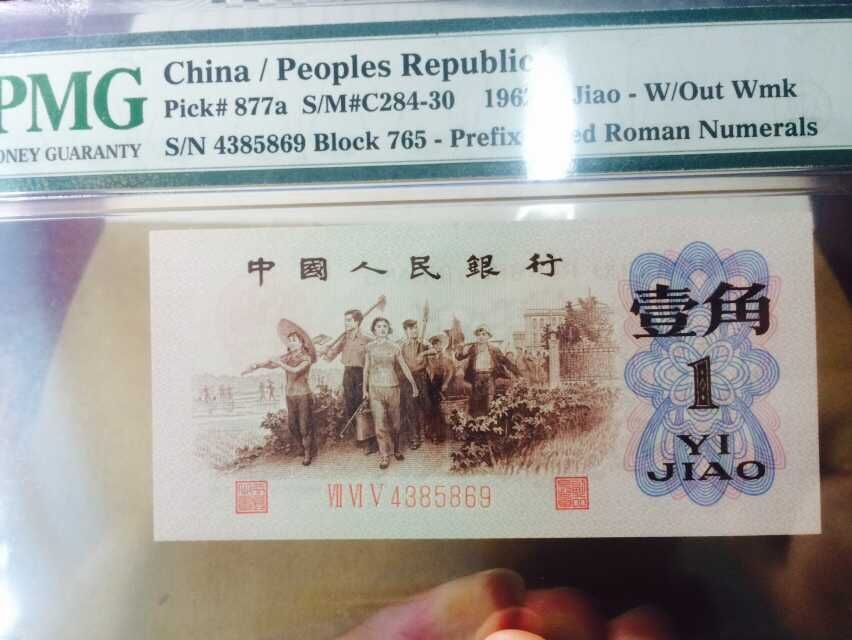 PMG
China / Peoples Republic
Pick# 877a S/M#C284-30 196 Jiao - W/Out Wmk
ONEY GUARANTY
S/N 4385869 Block 765 - Prefix ed Roman Numerals
中國人民銀行
壹角
1
YI
JIAO
Ⅶ Ⅵ Ⅴ 4385869